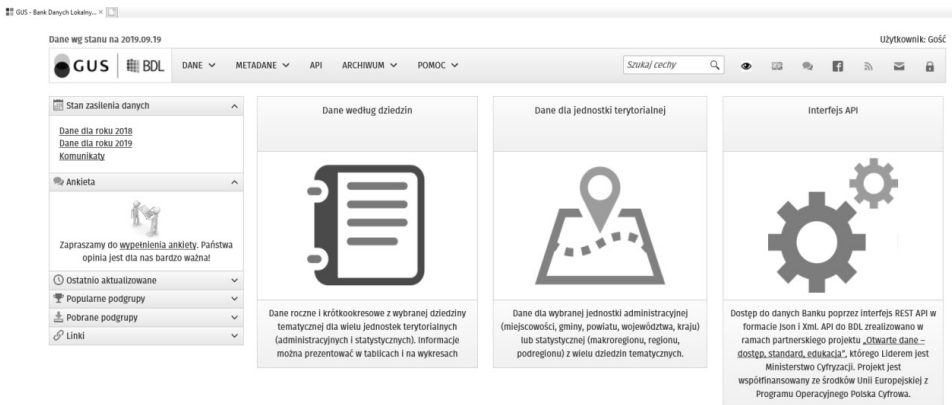 GUS - Bank Danych Lokalny...
Dane wg stanu na 2019.09.19
Użytkownik: Gość
GUS BDL DANE METADANE API ARCHIWUM POMOC Szukaj cechy
Stan zasilenia danych
Dane dla roku 2018
Dane dla roku 2019
Komunikaty
Ankieta
Zapraszamy do wypełnienia ankiety. Państwa
opinia jest dla nas bardzo ważna!
Ostatnio aktualizowane
Popularne podgrupy
Pobrane podgrupy
Linki
Dane według dziedzin
Dane roczne i krótkookresowe z wybranej dziedziny
tematycznej dla wielu jednostek terytorialnych
(administracyjnych i statystycznych). Informacje
można prezentować w tablicach i na wykresach
Dane dla jednostki terytorialnej
Dane dla wybranej jednostki administracyjnej
(miejscowości, gminy, powiatu, województwa, kraju)
lub statystycznej (makroregionu, regionu,
podregionu) z wielu dziedzin tematycznych.
Interfejs API
Dostęp do danych Banku poprzez interfejs REST API w
formacie Json i Xml. API do BDL zrealizowano w
ramach partnerskiego projektu „Otwarte dane –
dostęp, standard, edukacja", którego Liderem jest
Ministerstwo Cyfryzacji. Projekt jest
współfinansowany ze środków Unii Europejskiej z
Programu Operacyjnego Polska Cyfrowa.